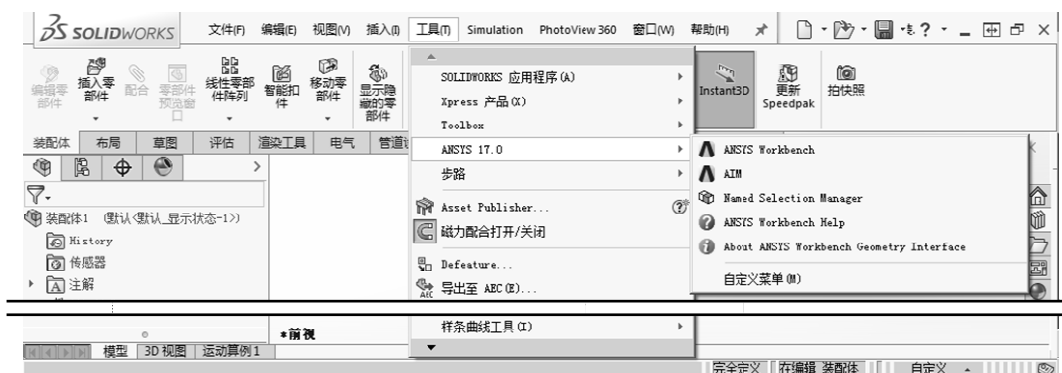 SOLIDWORKS 文件(F) 编辑(E) 视图(V) 插入(I) 工具(T) Simulation PhotoView 360 窗口(W) 帮助(H)
编辑零部件
插入零部件
配合
零部件预览窗口
线性零部件阵列
智能扣件
移动零部件
显示隐藏的零部件
Instant3D
更新 Speedpak
拍快照
装配体 布局 草图 评估 渲染工具 电气 管道
装配体1 (默认<默认_显示状态-1>)
History
传感器
注解
SOLIDWORKS 应用程序(A)
Xpress 产品(X)
Toolbox
ANSYS 17.0
步路
Asset Publisher...
磁力配合打开/关闭
Defeature...
导出至 AEC(E)...
样条曲线工具(I)
ANSYS Workbench
AIM
Named Selection Manager
ANSYS Workbench Help
About ANSYS Workbench Geometry Interface
自定义菜单(M)
*前视
模型 3D 视图 运动算例1
完全定义 在编辑 装配体 自定义